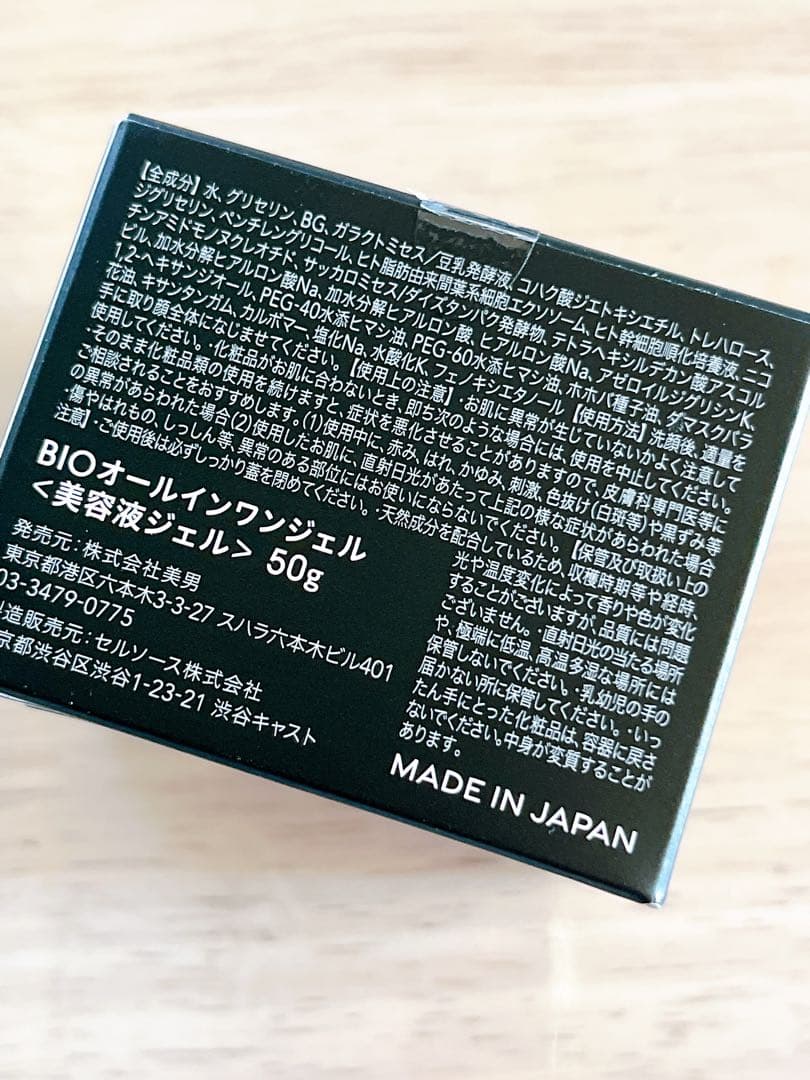 【全成分】水、グリセリン、BG、ガラクトミセス/豆乳発酵液、コハク酸ジエトキシエチル、トレハロース、
ジグリセリン、ペンチレングリコール、ヒト脂肪由来間葉系細胞エクソソーム、ヒト幹細胞順化培養液、ニコ
チンアミドモノヌクレオチド、サッカロミセス/ダイズタンパク発酵物、テトラヘキシルデカン酸アスコル
ビル、加水分解ヒアルロン酸Na、加水分解ヒアルロン酸、ヒアルロン酸Na、アゼロイルジグリシンK、
1,2-ヘキサンジオール、PEG-40水添ヒマシ油、PEG-60水添ヒマシ油、ホホバ種子油、ダマスクバラ
花油、キサンタンガム、カルボマー、塩化Na、水酸化K、フェノキシエタノール【使用方法】洗顔後、適量を
手に取り顔全体になじませてください。【使用上の注意】・お肌に異常が生じていないかよく注意して
使用してください。・化粧品がお肌に合わないとき、即ち次のような場合には、使用を中止してください。
・そのまま化粧品類の使用を続けますと、症状を悪化させることがありますので、皮膚科専門医等に
ご相談されることをおすすめします。(1)使用中に、赤み、はれ、かゆみ、刺激、色抜け(白斑等)や黒ずみ等
の異常があらわれた場合(2)使用したお肌に、直射日光があたって上記の様な症状があらわれた場合
・傷やはれもの、しっしん等、異常のある部位にはお使いにならないでください。【保管及び取扱い上の
注意】・ご使用後は必ずしっかり蓋を閉めてください。・天然成分を配合しているため、収穫時期等や経時、
光や温度変化によって香りや色が変化
することがございますが、品質には問題
ございません。・直射日光の当たる場所
や、極端に低温、高温多湿な場所には
保管しないでください。・乳幼児の手の
届かない所に保管してください。・いっ
たん手にとった化粧品は、容器に戻さ
ないでください。中身が変質することが
あります。
BIOオールインワンジェル
<美容液ジェル> 50g
発売元：株式会社美男
東京都港区六本木3-3-27 スハラ六本木ビル401
03-3479-0775
造販売元：セルソース株式会社
京都渋谷区渋谷1-23-21 渋谷キャスト
MADE IN JAPAN